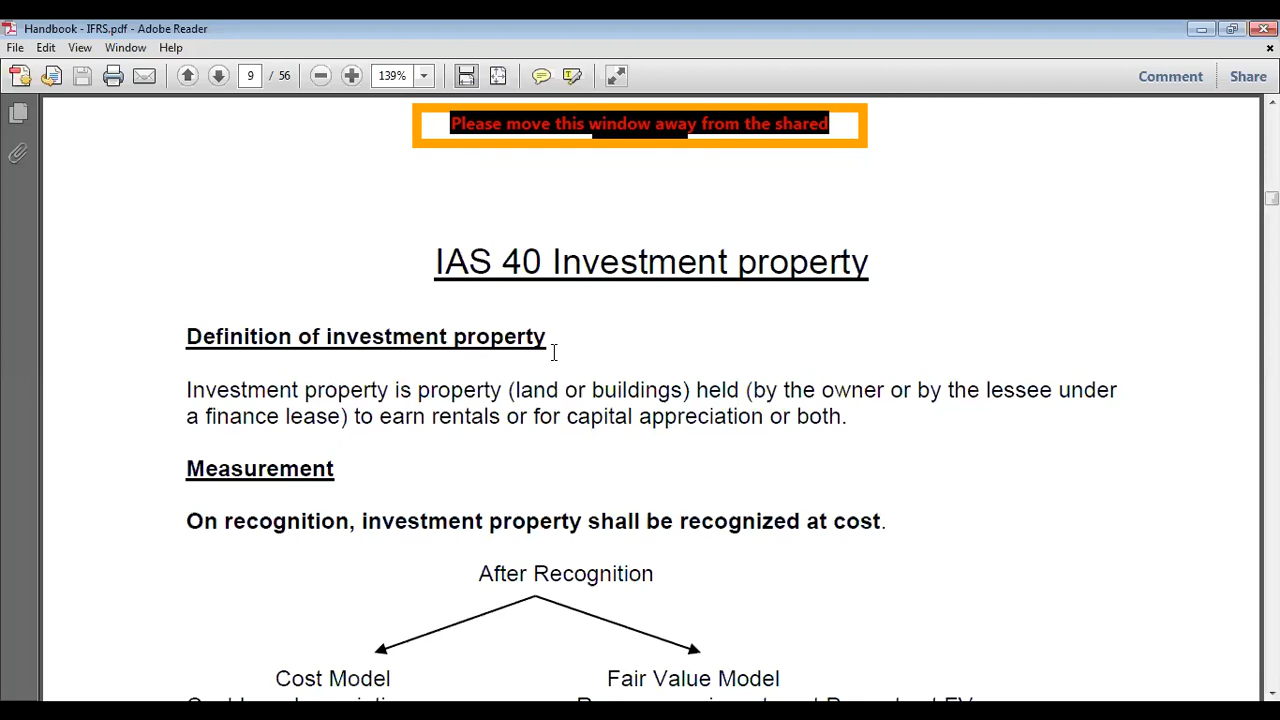 Handbook - IFRS.pdf - Adobe Reader
File Edit View Window Help
9 / 56 139% Comment Share
Please move this window away from the shared
IAS 40 Investment property
Definition of investment property
Investment property is property (land or buildings) held (by the owner or by the lessee under
a finance lease) to earn rentals or for capital appreciation or both.
Measurement
On recognition, investment property shall be recognized at cost.
After Recognition
Cost Model Fair Value Model